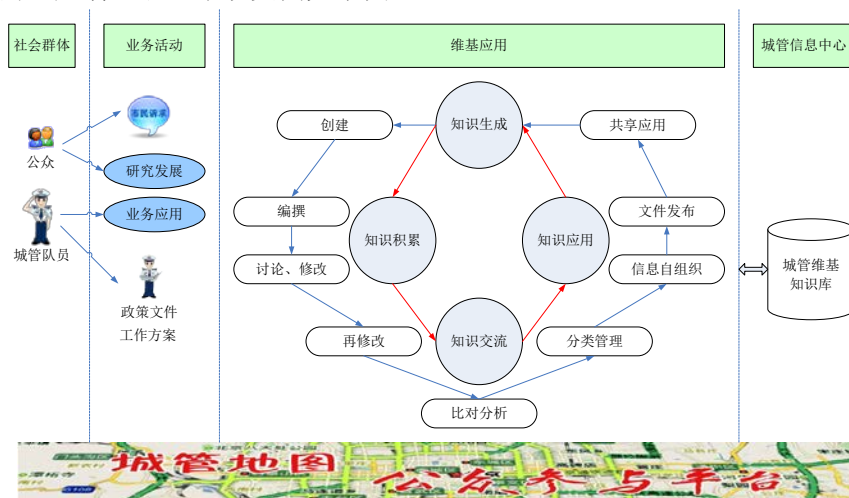 社会群体
业务活动
维基应用
城管信息中心
市民请求
公众
研究发展
业务应用
城管队员
政策文件
工作方案
知识生成
创建
共享应用
编撰
知识积累
知识应用
文件发布
讨论、修改
信息自组织
再修改
知识交流
分类管理
比对分析
城管维基
知识库
城管地图
公众参与平台